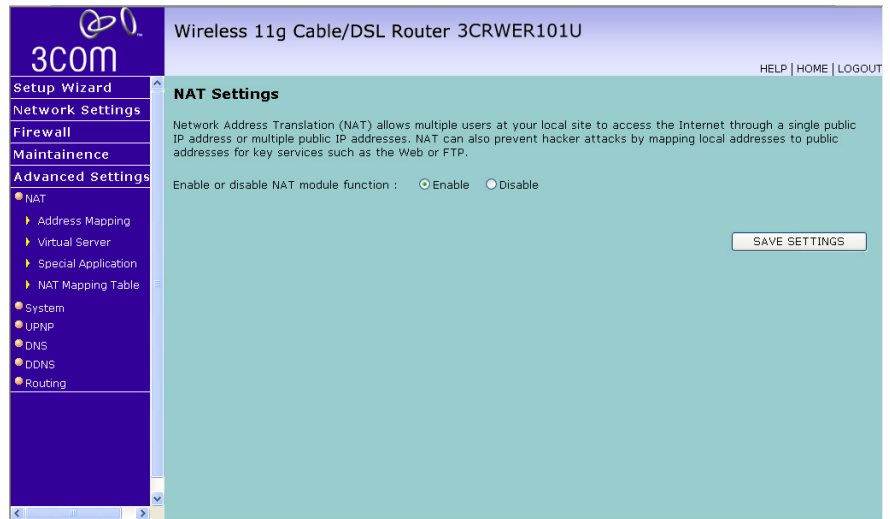 3COM
Wireless 11g Cable/DSL Router 3CRWER101U
HELP | HOME | LOGOUT
Setup Wizard
Network Settings
Firewall
Maintainence
Advanced Settings
NAT
Address Mapping
Virtual Server
Special Application
NAT Mapping Table
System
UPNP
DNS
DDNS
Routing
NAT Settings
Network Address Translation (NAT) allows multiple users at your local site to access the Internet through a single public
IP address or multiple public IP addresses. NAT can also prevent hacker attacks by mapping local addresses to public
addresses for key services such as the Web or FTP.
Enable or disable NAT module function : Enable Disable
SAVE SETTINGS